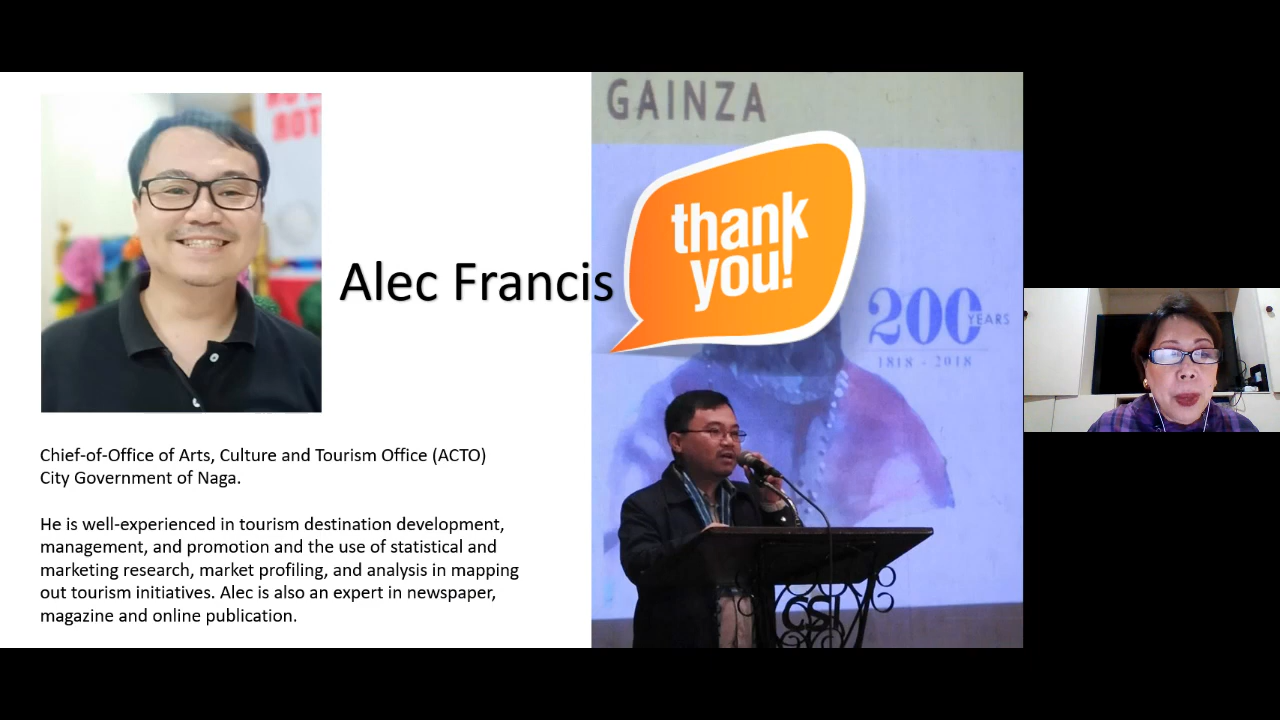 GAINZA
thank
you!
Alec Francis
200
YEARS
1818 - 2018
Chief-of-Office of Arts, Culture and Tourism Office (ACTO)
City Government of Naga.
He is well-experienced in tourism destination development,
management, and promotion and the use of statistical and
marketing research, market profiling, and analysis in mapping
out tourism initiatives. Alec is also an expert in newspaper,
magazine and online publication.
CSI